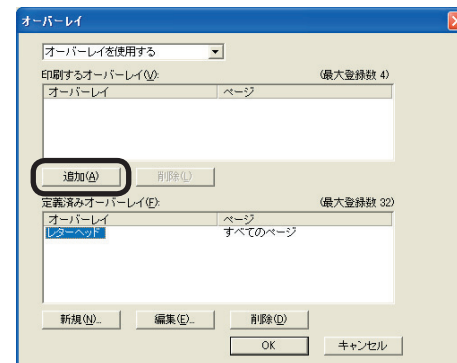 オーバーレイ
オーバーレイを使用する
印刷するオーバーレイ(V): (最大登録数 4)
オーバーレイ ページ
追加(A) 削除(L)
定義済みオーバーレイ(F): (最大登録数 32)
オーバーレイ ページ
レターヘッド すべてのページ
新規(N)... 編集(E)... 削除(D)
OK キャンセル